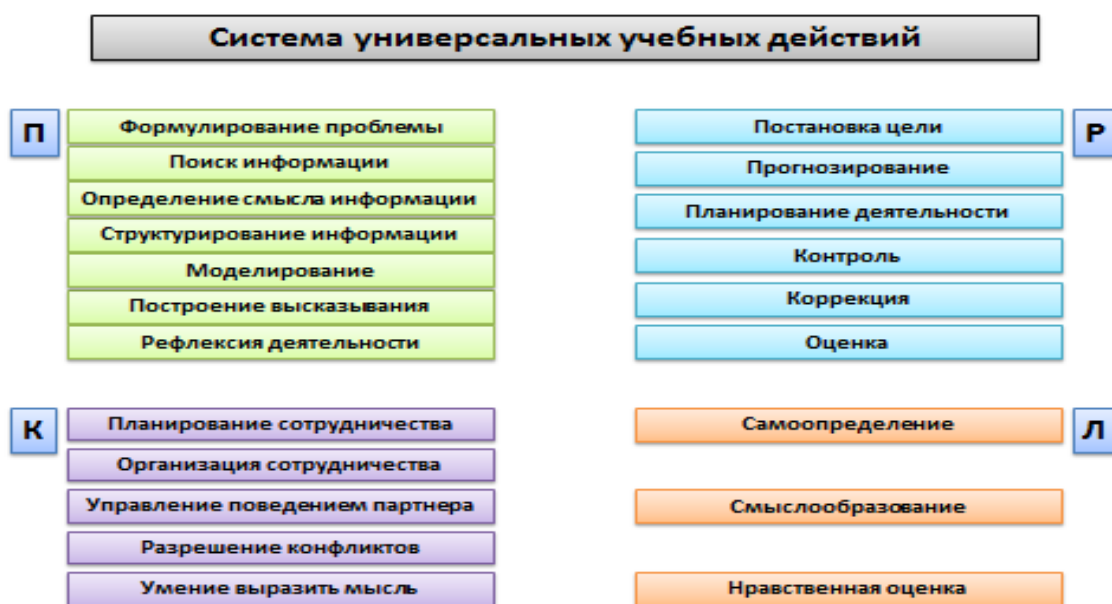 Система универсальных учебных действий
П
Формулирование проблемы
Поиск информации
Определение смысла информации
Структурирование информации
Моделирование
Построение высказывания
Рефлексия деятельности
Р
Постановка цели
Прогнозирование
Планирование деятельности
Контроль
Коррекция
Оценка
К
Планирование сотрудничества
Организация сотрудничества
Управление поведением партнера
Разрешение конфликтов
Умение выразить мысль
Л
Самоопределение
Смыслообразование
Нравственная оценка